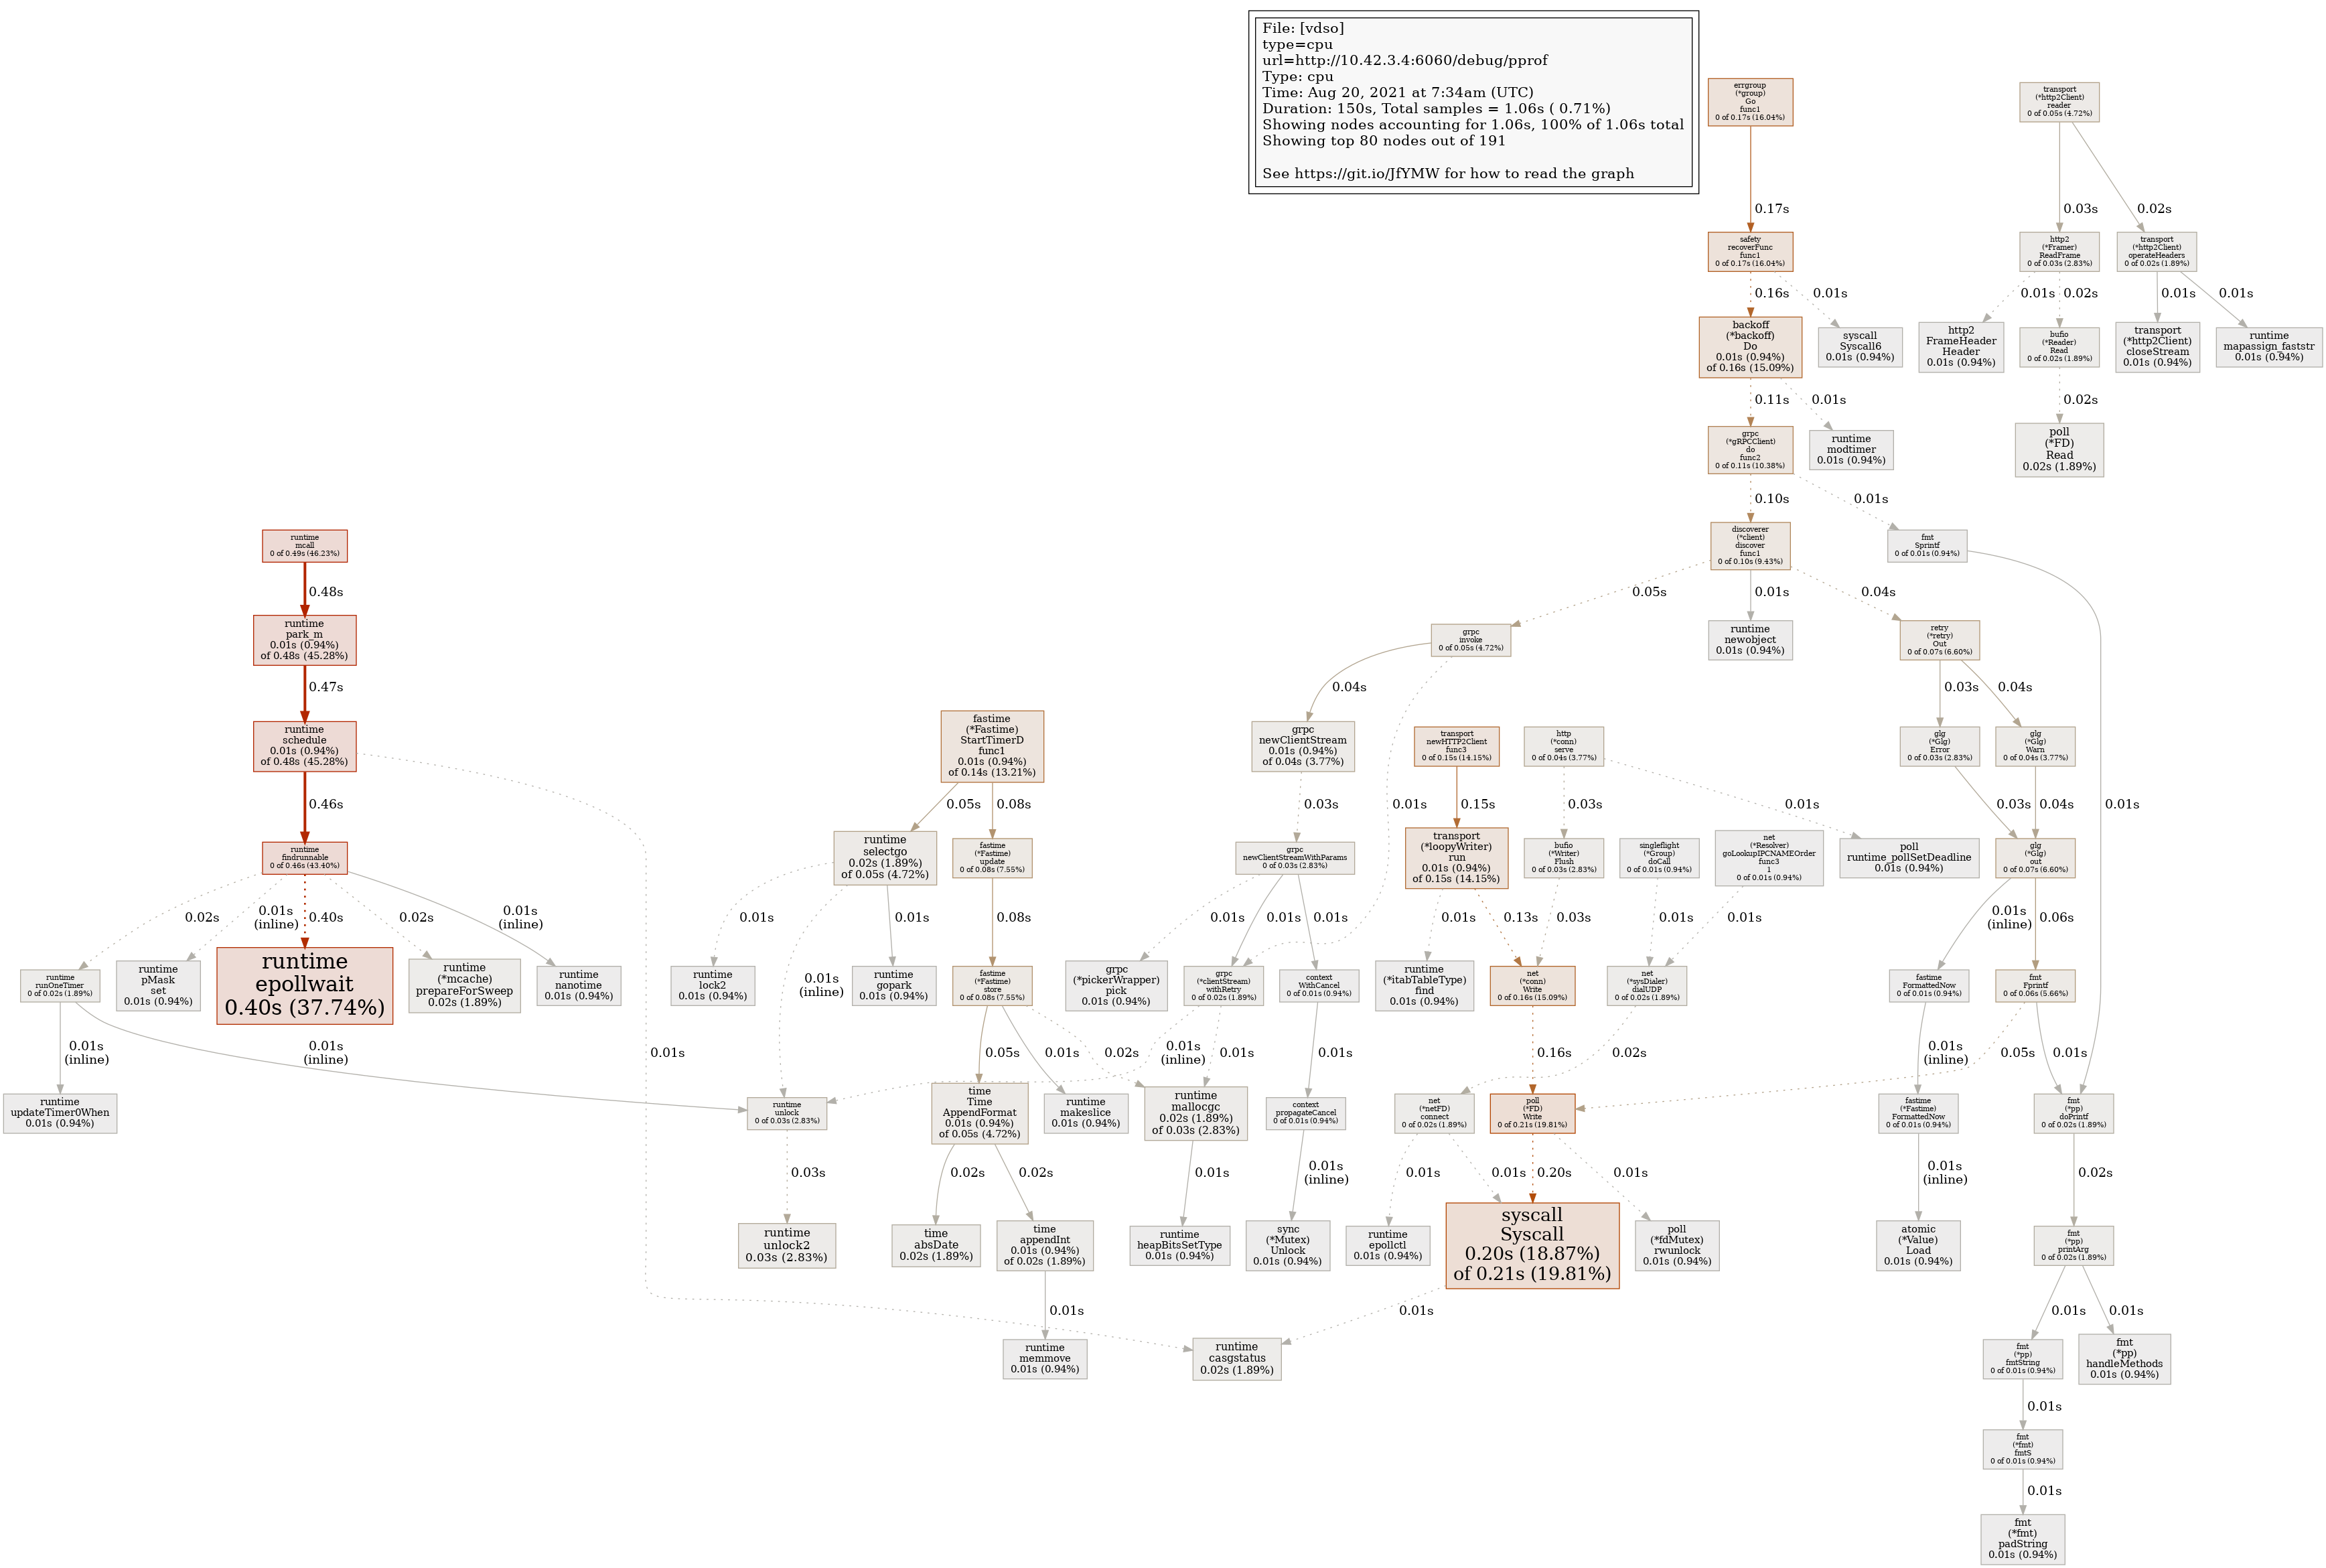 File: [vdso]
type=cpu
url=http://10.42.3.4:6060/debug/pprof
Type: cpu
Time: Aug 20, 2021 at 7:34am (UTC)
Duration: 150s, Total samples = 1.06s ( 0.71%)
Showing nodes accounting for 1.06s, 100% of 1.06s total
Showing top 80 nodes out of 191
See https://git.io/JfYMW for how to read the graph
errgroup
(*group)
Go
func1
0 of 0.17s (16.04%)
transport
(*http2Client)
reader
0 of 0.05s (4.72%)
0.17s
0.03s
0.02s
safety
recoverFunc
func1
0 of 0.17s (16.04%)
http2
(*Framer)
ReadFrame
0 of 0.03s (2.83%)
transport
(*http2Client)
operateHeaders
0 of 0.02s (1.89%)
0.16s
0.01s
0.01s
0.02s
0.01s
0.01s
backoff
(*backoff)
Do
0.01s (0.94%)
of 0.16s (15.09%)
syscall
Syscall6
0.01s (0.94%)
http2
FrameHeader
Header
0.01s (0.94%)
bufio
(*Reader)
Read
0 of 0.02s (1.89%)
transport
(*http2Client)
closeStream
0.01s (0.94%)
runtime
mapassign_faststr
0.01s (0.94%)
0.11s
0.01s
0.02s
grpc
(*gRPCClient)
do
func2
0 of 0.11s (10.38%)
runtime
modtimer
0.01s (0.94%)
poll
(*FD)
Read
0.02s (1.89%)
0.10s
0.01s
runtime
mcall
0 of 0.49s (46.23%)
discoverer
(*client)
discover
func1
0 of 0.10s (9.43%)
fmt
Sprintf
0 of 0.01s (0.94%)
0.48s
0.05s
0.01s
0.04s
runtime
park_m
0.01s (0.94%)
of 0.48s (45.28%)
grpc
invoke
0 of 0.05s (4.72%)
runtime
newobject
0.01s (0.94%)
retry
(*retry)
Out
0 of 0.07s (6.60%)
0.47s
0.04s
0.03s
0.04s
runtime
schedule
0.01s (0.94%)
of 0.48s (45.28%)
fastime
(*Fastime)
StartTimerD
func1
0.01s (0.94%)
of 0.14s (13.21%)
grpc
newClientStream
0.01s (0.94%)
of 0.04s (3.77%)
transport
newHTTP2Client
func3
0 of 0.15s (14.15%)
http
(*conn)
serve
0 of 0.04s (3.77%)
glg
(*Glg)
Error
0 of 0.03s (2.83%)
glg
(*Glg)
Warn
0 of 0.04s (3.77%)
0.46s
0.05s
0.08s
0.03s
0.01s
0.15s
0.03s
0.01s
0.03s
0.04s
0.01s
runtime
findrunnable
0 of 0.46s (43.40%)
runtime
selectgo
0.02s (1.89%)
of 0.05s (4.72%)
fastime
(*Fastime)
update
0 of 0.08s (7.55%)
grpc
newClientStreamWithParams
0 of 0.03s (2.83%)
transport
(*loopyWriter)
run
0.01s (0.94%)
of 0.15s (14.15%)
bufio
(*Writer)
Flush
0 of 0.03s (2.83%)
singleflight
(*Group)
doCall
0 of 0.01s (0.94%)
net
(*Resolver)
goLookupIPCNAMEOrder
func3
1
0 of 0.01s (0.94%)
poll
runtime_pollSetDeadline
0.01s (0.94%)
glg
(*Glg)
out
0 of 0.07s (6.60%)
0.02s
0.01s
(inline)
0.40s
0.02s
0.01s
(inline)
0.01s
0.01s
(inline)
0.01s
0.08s
0.01s
0.01s
0.01s
0.01s
0.13s
0.03s
0.01s
0.01s
0.01s
(inline)
0.06s
runtime
runOneTimer
0 of 0.02s (1.89%)
runtime
pMask
set
0.01s (0.94%)
runtime
epollwait
0.40s (37.74%)
runtime
(*mcache)
prepareForSweep
0.02s (1.89%)
runtime
nanotime
0.01s (0.94%)
runtime
lock2
0.01s (0.94%)
runtime
gopark
0.01s (0.94%)
fastime
(*Fastime)
store
0 of 0.08s (7.55%)
grpc
(*pickerWrapper)
pick
0.01s (0.94%)
grpc
(*clientStream)
withRetry
0 of 0.02s (1.89%)
context
WithCancel
0 of 0.01s (0.94%)
runtime
(*itabTableType)
find
0.01s (0.94%)
net
(*conn)
Write
0 of 0.16s (15.09%)
net
(*sysDialer)
dialUDP
0 of 0.02s (1.89%)
fastime
FormattedNow
0 of 0.01s (0.94%)
fmt
Fprintf
0 of 0.06s (5.66%)
0.01s
(inline)
0.01s
(inline)
0.01s
0.05s
0.01s
0.02s
0.01s
(inline)
0.01s
0.01s
0.16s
0.02s
0.01s
(inline)
0.05s
0.01s
runtime
updateTimer0When
0.01s (0.94%)
runtime
unlock
0 of 0.03s (2.83%)
time
Time
AppendFormat
0.01s (0.94%)
of 0.05s (4.72%)
runtime
makeslice
0.01s (0.94%)
runtime
mallocgc
0.02s (1.89%)
of 0.03s (2.83%)
context
propagateCancel
0 of 0.01s (0.94%)
net
(*netFD)
connect
0 of 0.02s (1.89%)
poll
(*FD)
Write
0 of 0.21s (19.81%)
fastime
(*Fastime)
FormattedNow
0 of 0.01s (0.94%)
fmt
(*pp)
doPrintf
0 of 0.02s (1.89%)
0.03s
0.02s
0.02s
0.01s
0.01s
(inline)
0.01s
0.01s
0.20s
0.01s
0.01s
(inline)
0.02s
runtime
unlock2
0.03s (2.83%)
time
absDate
0.02s (1.89%)
time
appendInt
0.01s (0.94%)
of 0.02s (1.89%)
runtime
heapBitsSetType
0.01s (0.94%)
sync
(*Mutex)
Unlock
0.01s (0.94%)
runtime
epollctl
0.01s (0.94%)
syscall
Syscall
0.20s (18.87%)
of 0.21s (19.81%)
poll
(*fdMutex)
rwunlock
0.01s (0.94%)
atomic
(*Value)
Load
0.01s (0.94%)
fmt
(*pp)
printArg
0 of 0.02s (1.89%)
0.01s
0.01s
0.01s
0.01s
runtime
memmove
0.01s (0.94%)
runtime
casgstatus
0.02s (1.89%)
fmt
(*pp)
fmtString
0 of 0.01s (0.94%)
fmt
(*pp)
handleMethods
0.01s (0.94%)
0.01s
fmt
(*fmt)
fmtS
0 of 0.01s (0.94%)
0.01s
fmt
(*fmt)
padString
0.01s (0.94%)